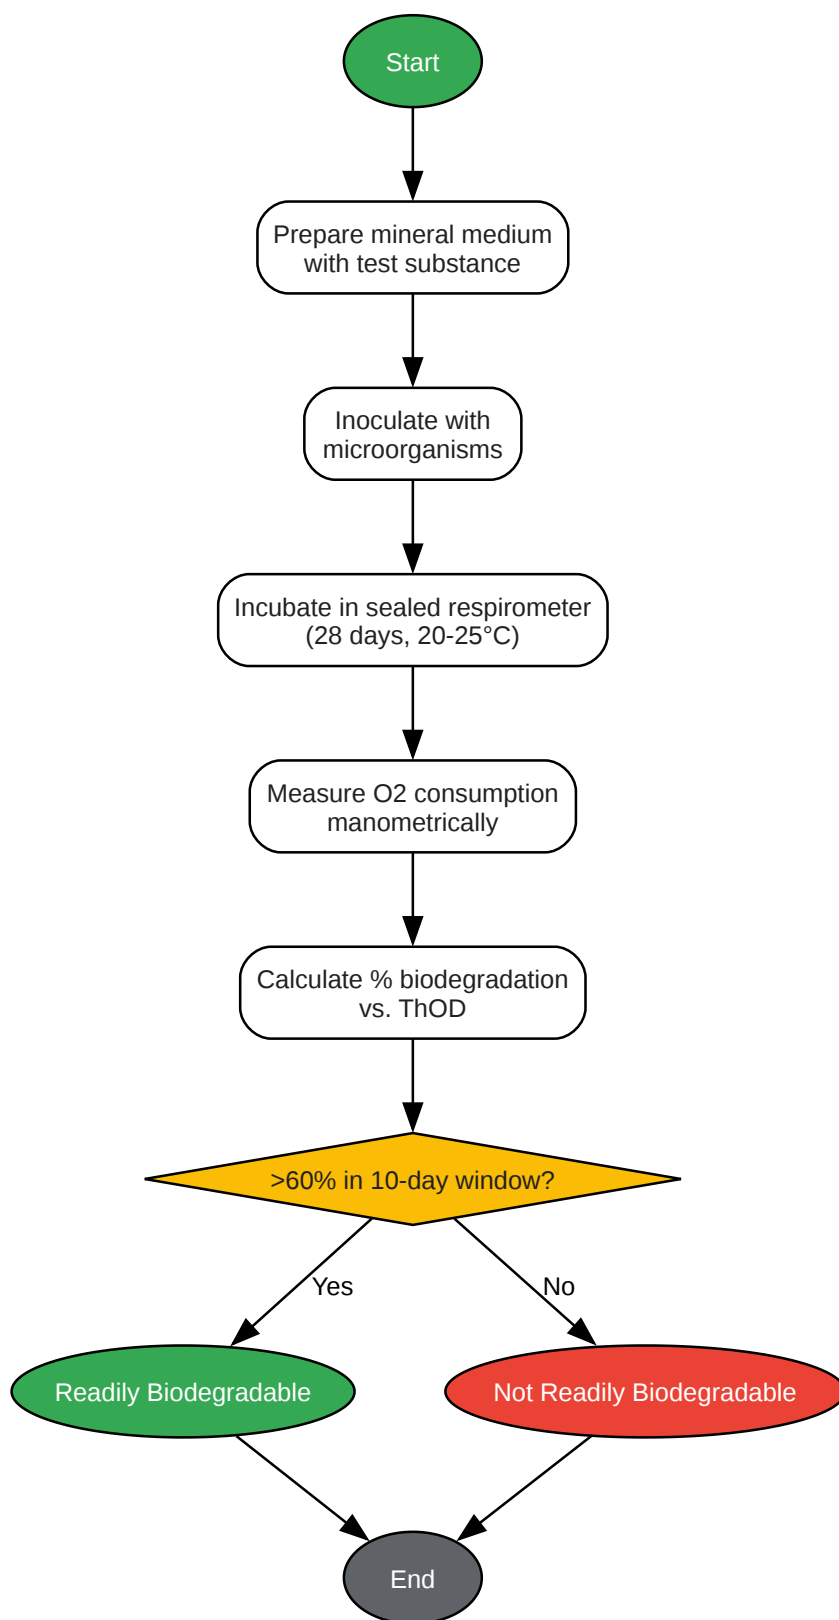 Start
Prepare mineral medium
with test substance
Inoculate with
microorganisms
Incubate in sealed respirometer
(28 days, 20-25°C)
Measure O2 consumption
manometrically
Calculate % biodegradation
vs. ThOD
>60% in 10-day window?
Yes
No
Readily Biodegradable
Not Readily Biodegradable
End